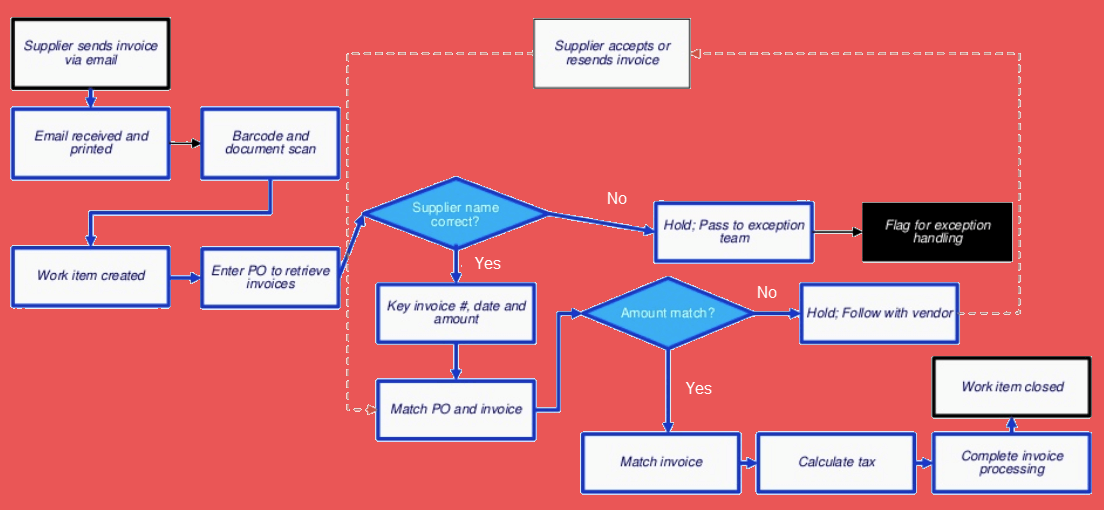 Supplier sends invoice
via email
Supplier accepts or
resends invoice
Email received and
printed
Barcode and
document scan
Supplier name
correct?
No
Hold; Pass to exception
team
Flag for exception
handling
Work item created
Enter PO to retrieve
invoices
Yes
Key invoice #, date and
amount
Amount match?
No
Hold; Follow with vendor
Yes
Match PO and invoice
Work item closed
Match invoice
Calculate tax
Complete invoice
processing